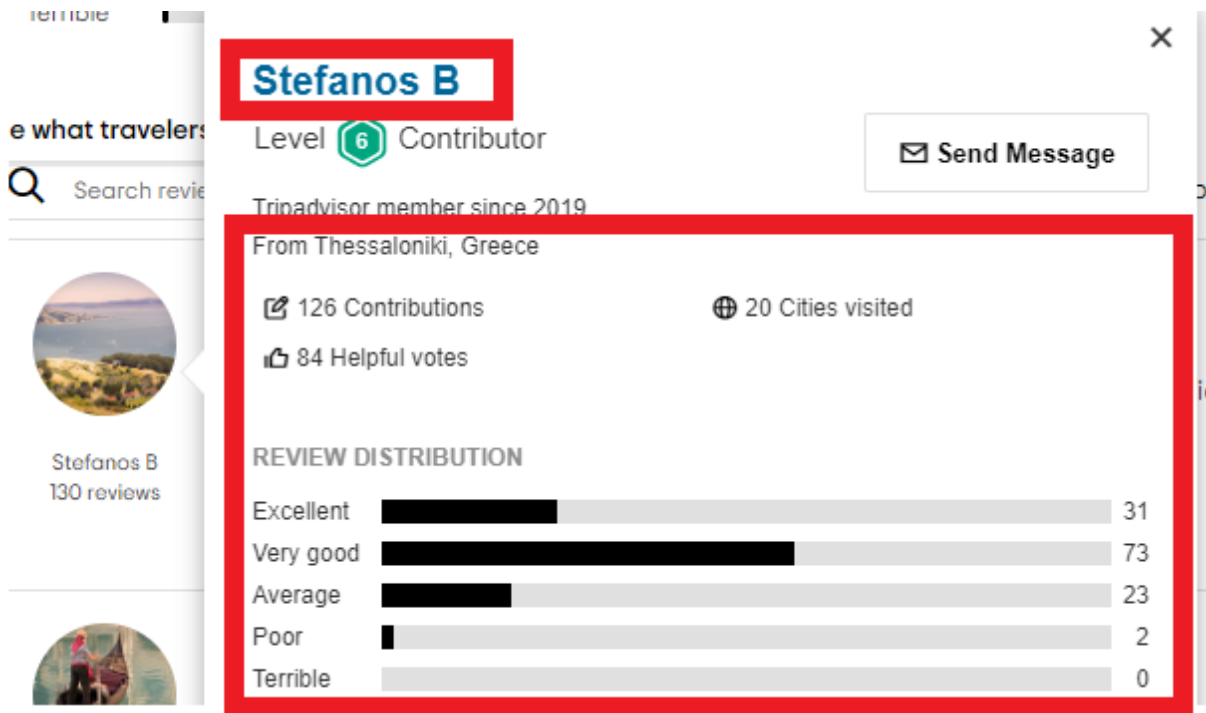 Terrible
Stefanos B
Level 6 Contributor
Send Message
e what travelers
Search revie
Tripadvisor member since 2019
From Thessaloniki, Greece
126 Contributions
20 Cities visited
84 Helpful votes
Stefanos B
130 reviews
REVIEW DISTRIBUTION
Excellent 31
Very good 73
Average 23
Poor 2
Terrible 0